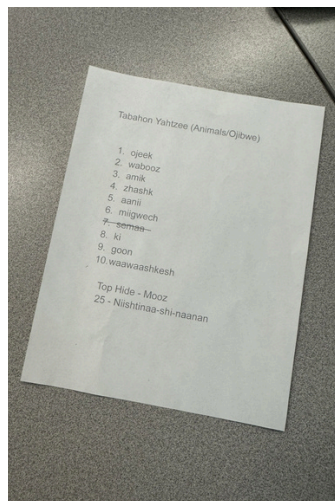 Tabahon Yahtzee (Animals/Ojibwe)
1. ojeek
2. wabooz
3. amik
4. zhashk
5. aanii
6. miigwech
7. semaa
8. ki
9. goon
10.waawaashkesh
Top Hide - Mooz
25 - Niishtinaa-shi-naanan